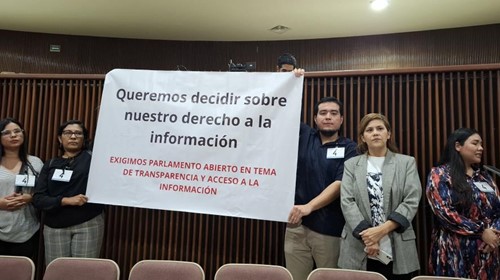 Queremos decidir sobre
nuestro derecho a la
información
EXIGIMOS PARLAMENTO ABIERTO EN TEMA
DE TRANSPARENCIA Y ACCESO A LA
INFORMACIÓN